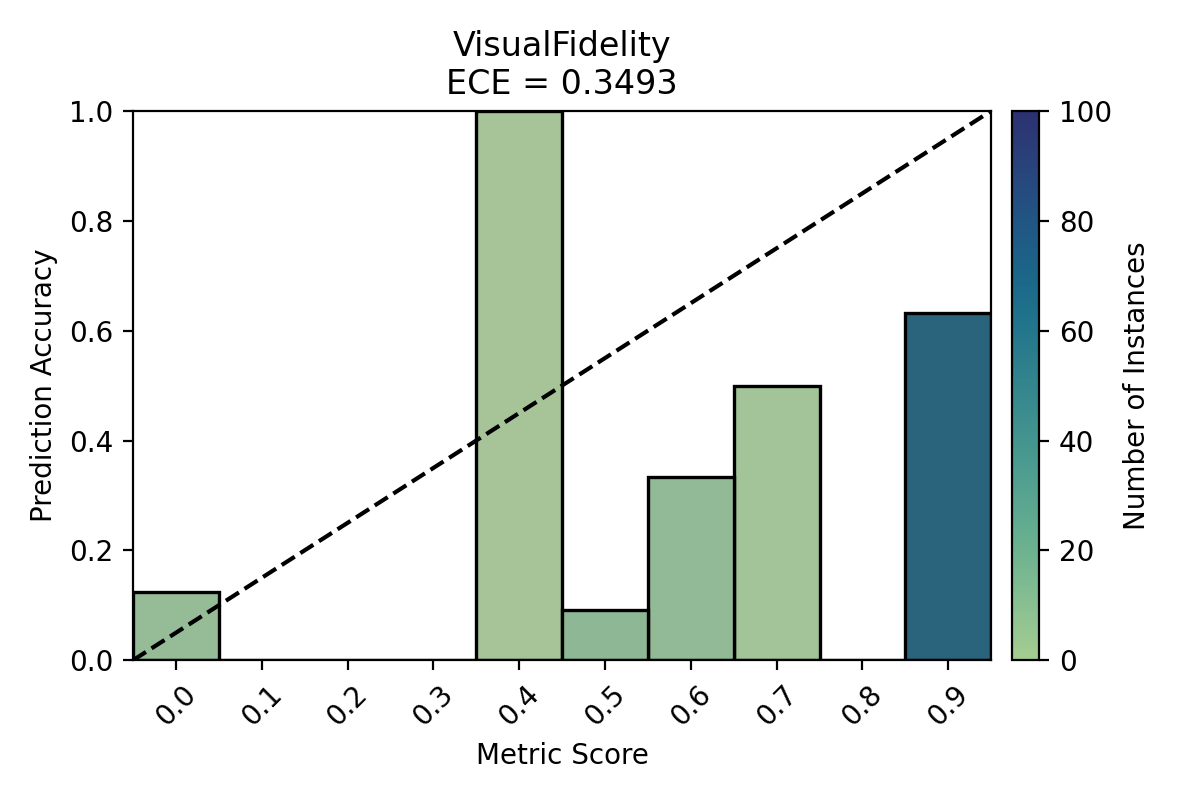 VisualFidelity
ECE = 0.3493
Prediction Accuracy
1.0
0.8
0.6
0.4
0.2
0.0
0.0 0.1 0.2 0.3 0.4 0.5 0.6 0.7 0.8 0.9
Metric Score
100
80
60
40
20
0
Number of Instances